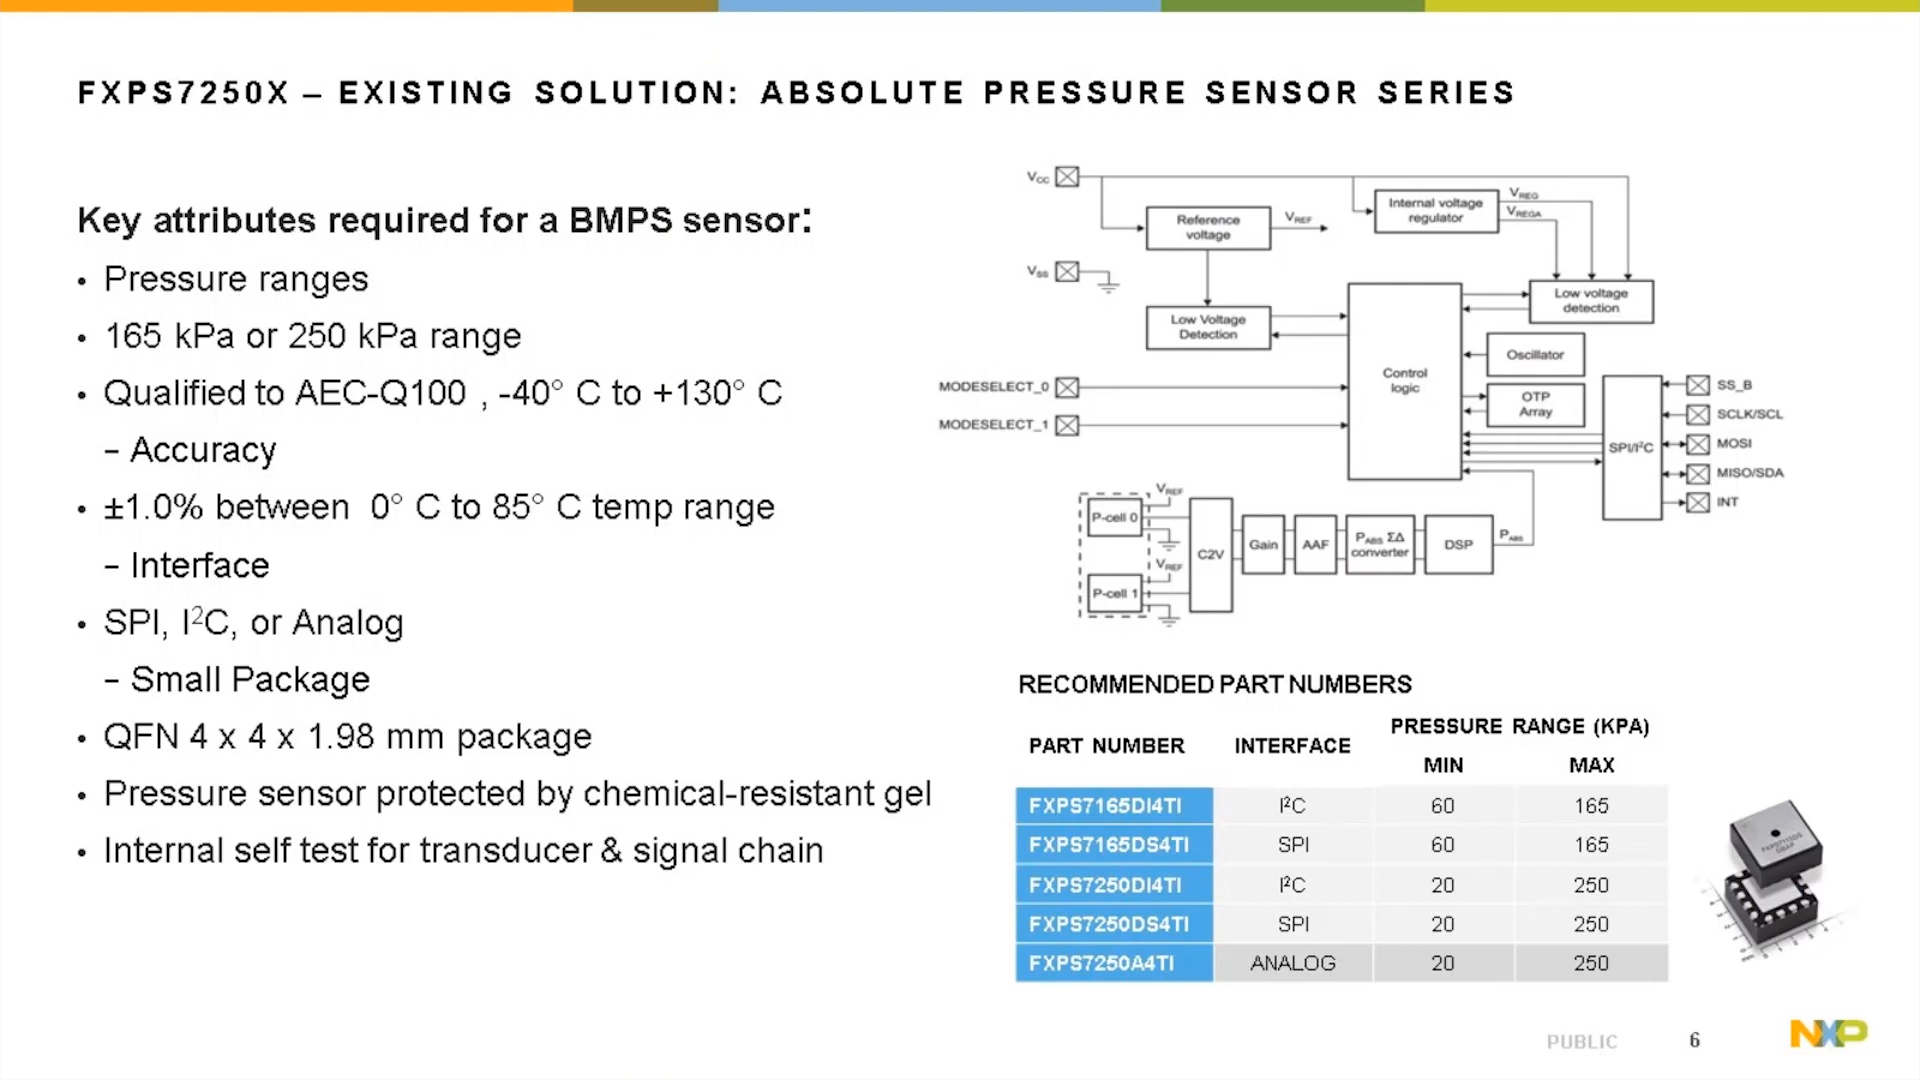 FXPS7250X – EXISTING SOLUTION: ABSOLUTE PRESSURE SENSOR SERIES
Key attributes required for a BMPS sensor:
• Pressure ranges
• 165 kPa or 250 kPa range
• Qualified to AEC-Q100 , -40° C to +130° C
– Accuracy
• ±1.0% between 0° C to 85° C temp range
– Interface
• SPI, I²C, or Analog
– Small Package
• QFN 4 x 4 x 1.98 mm package
• Pressure sensor protected by chemical-resistant gel
• Internal self test for transducer & signal chain
VCC
Reference
voltage
VREF
Internal voltage
regulator
VREG
VREGA
VSS
Low Voltage
Detection
Low voltage
detection
Control
logic
Oscillator
OTP
Array
MODESELECT_0
MODESELECT_1
SPI/I²C
SS_B
SCLK/SCL
MOSI
MISO/SDA
INT
P-cell 0
VREF
P-cell 1
VREF
C2V
Gain
AAF
PABS ΣΔ
converter
DSP
PABS
RECOMMENDED PART NUMBERS
PART NUMBER INTERFACE PRESSURE RANGE (KPA)
MIN MAX
FXPS7165DI4TI I²C 60 165
FXPS7165DS4TI SPI 60 165
FXPS7250DI4TI I²C 20 250
FXPS7250DS4TI SPI 20 250
FXPS7250A4TI ANALOG 20 250
PUBLIC 6 NXP